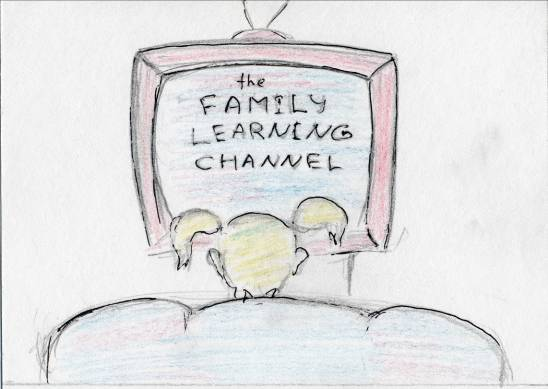 the
FAMILY
LEARNING
CHANNEL